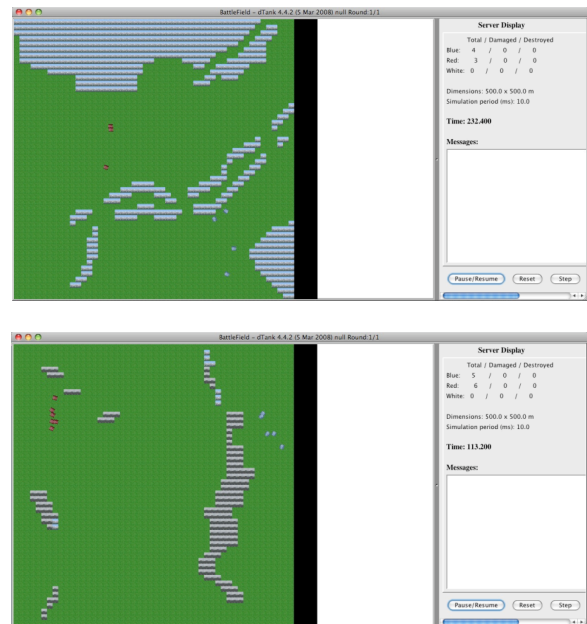 BattleField – dTank 4.4.2 (5 Mar 2008) null Round:1/1
Server Display
Total / Damaged / Destroyed
Blue: 4 / 0 / 0
Red: 3 / 0 / 0
White: 0 / 0 / 0
Dimensions: 500.0 x 500.0 m
Simulation period (ms): 10.0
Time: 232.400
Messages:
Pause/Resume Reset Step
BattleField – dTank 4.4.2 (5 Mar 2008) null Round:1/1
Server Display
Total / Damaged / Destroyed
Blue: 5 / 0 / 0
Red: 6 / 0 / 0
White: 0 / 0 / 0
Dimensions: 500.0 x 500.0 m
Simulation period (ms): 10.0
Time: 113.200
Messages:
Pause/Resume Reset Step